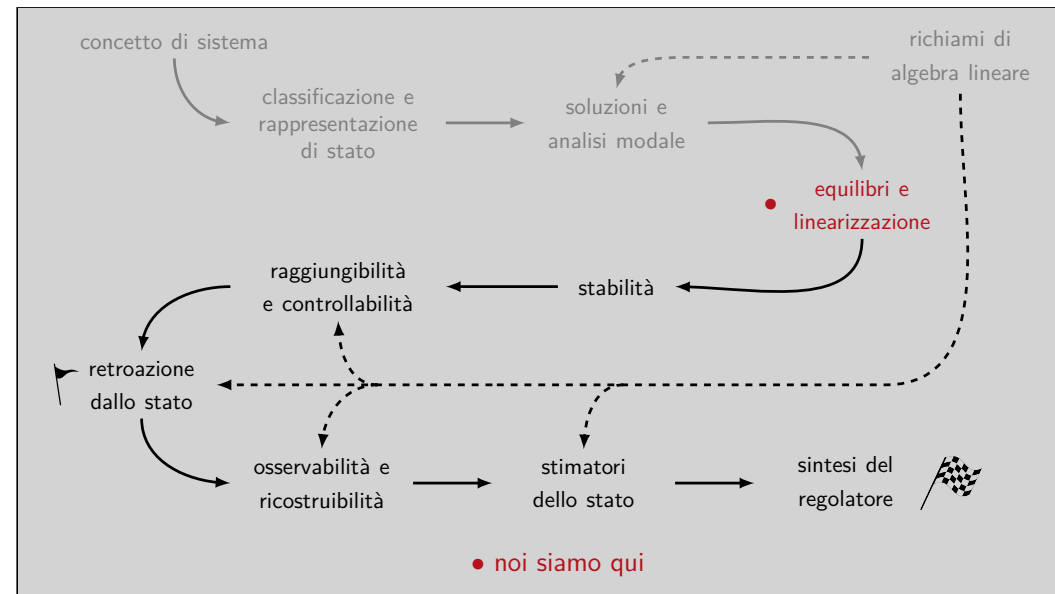 concetto di sistema
richiami di
algebra lineare
classificazione e
rappresentazione
di stato
soluzioni e
analisi modale
equilibri e
linearizzazione
raggiungibilità
e controllabilità
stabilità
retroazione
dallo stato
osservabilità e
ricostruibilità
stimatori
dello stato
sintesi del
regolatore
noi siamo qui